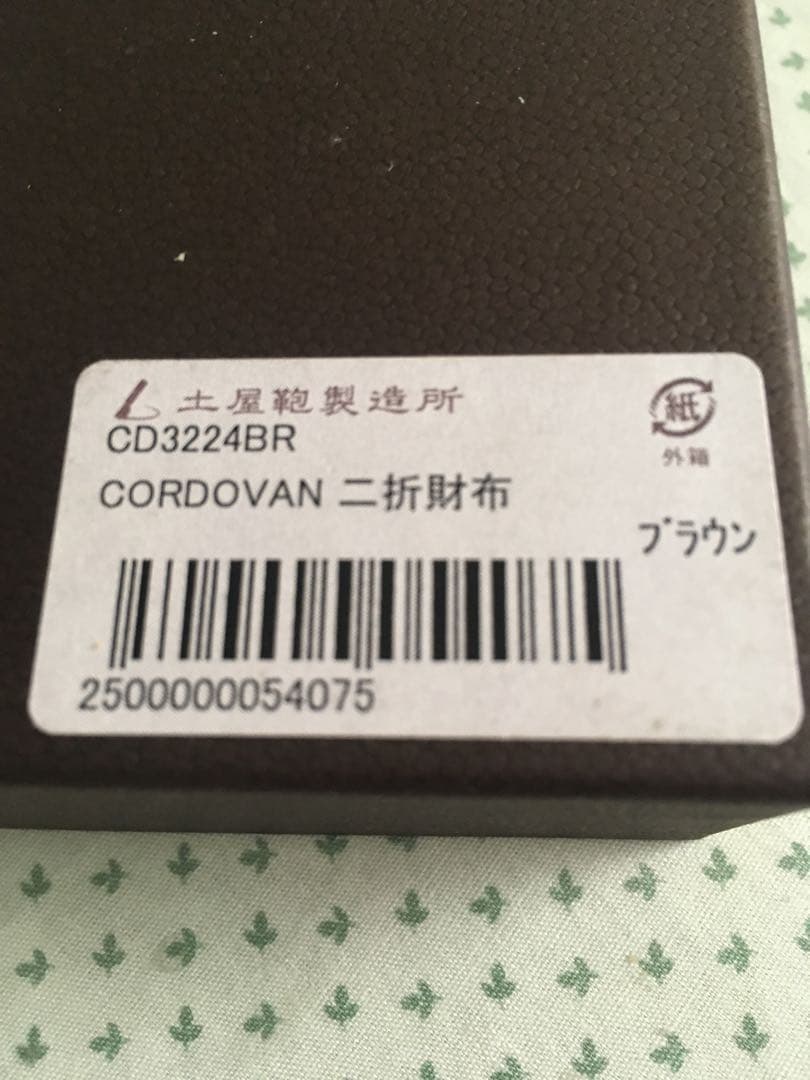 土屋鞄製造所
紙
外箱
CD3224BR
CORDOVAN 二折財布
ブラウン
2500000054075